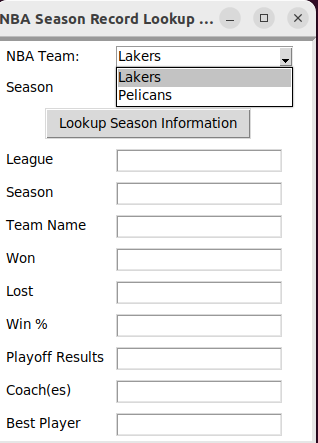 NBA Season Record Lookup ...
NBA Team: Lakers
Lakers
Season Pelicans
Lookup Season Information
League
Season
Team Name
Won
Lost
Win %
Playoff Results
Coach(es)
Best Player